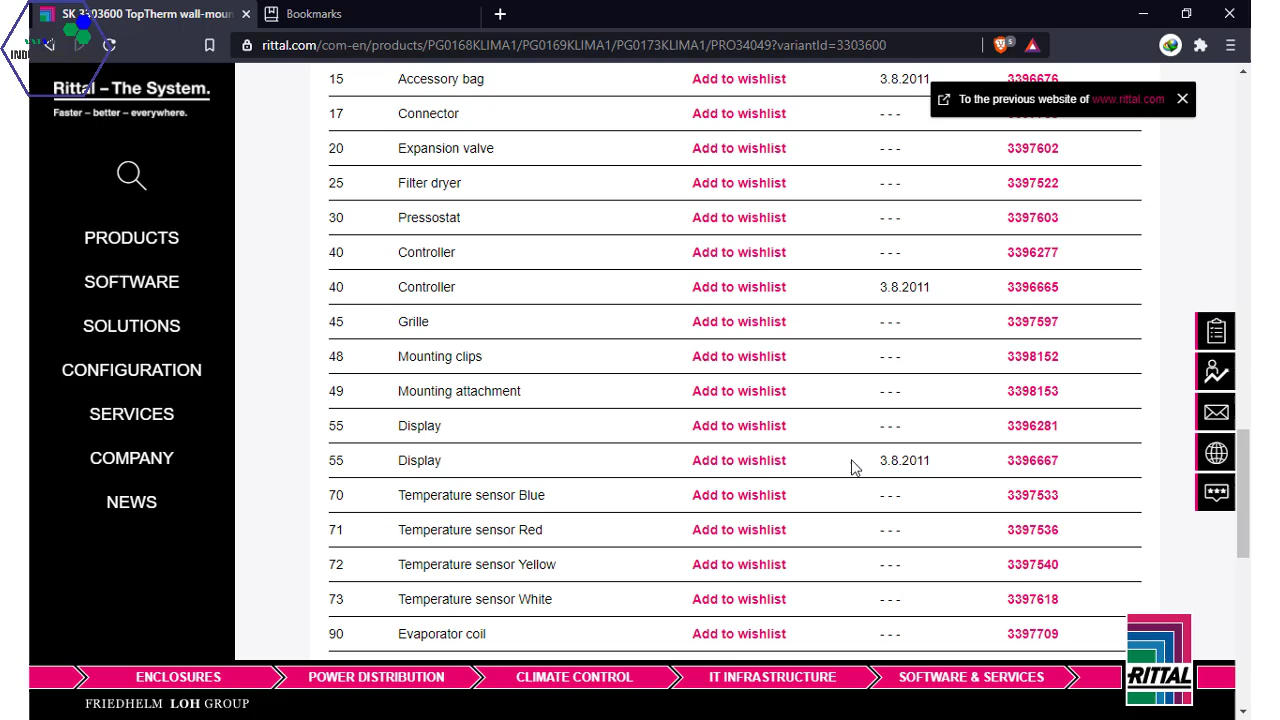 SK 3303600 TopTherm wall-moun
Bookmarks
rittal.com/com-en/products/PG0168KLIMA1/PG0169KLIMA1/PG0173KLIMA1/PRO34049?variantId=3303600
5
Rittal – The System.
Faster – better – everywhere.
PRODUCTS
SOFTWARE
SOLUTIONS
CONFIGURATION
SERVICES
COMPANY
NEWS
To the previous website of www.rittal.com
15 Accessory bag Add to wishlist 3.8.2011 3396676
17 Connector Add to wishlist - - -
20 Expansion valve Add to wishlist - - - 3397602
25 Filter dryer Add to wishlist - - - 3397522
30 Pressostat Add to wishlist - - - 3397603
40 Controller Add to wishlist - - - 3396277
40 Controller Add to wishlist 3.8.2011 3396665
45 Grille Add to wishlist - - - 3397597
48 Mounting clips Add to wishlist - - - 3398152
49 Mounting attachment Add to wishlist - - - 3398153
55 Display Add to wishlist - - - 3396281
55 Display Add to wishlist 3.8.2011 3396667
70 Temperature sensor Blue Add to wishlist - - - 3397533
71 Temperature sensor Red Add to wishlist - - - 3397536
72 Temperature sensor Yellow Add to wishlist - - - 3397540
73 Temperature sensor White Add to wishlist - - - 3397618
90 Evaporator coil Add to wishlist - - - 3397709
RITTAL
ENCLOSURES POWER DISTRIBUTION CLIMATE CONTROL IT INFRASTRUCTURE SOFTWARE & SERVICES
FRIEDHELM LOH GROUP